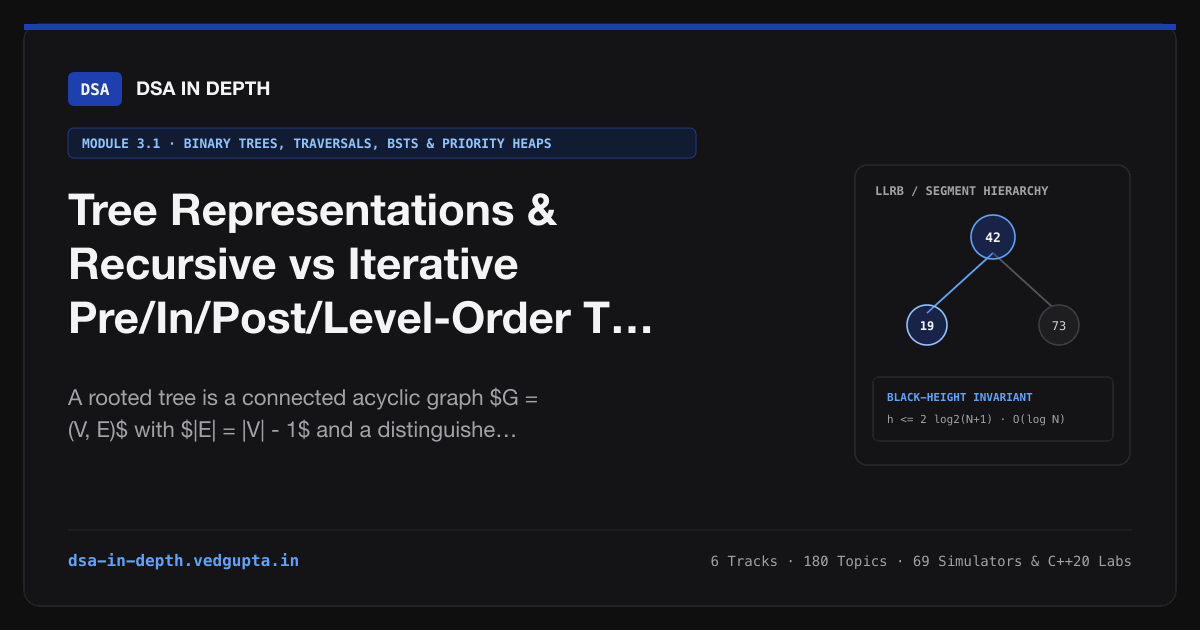 DSA DSA IN DEPTH
MODULE 3.1 · BINARY TREES, TRAVERSALS, BSTS & PRIORITY HEAPS
Tree Representations &
Recursive vs Iterative
Pre/In/Post/Level-Order T...
A rooted tree is a connected acyclic graph $G =
(V, E)$ with $|E| = |V| - 1$ and a distinguishe...
LLRB / SEGMENT HIERARCHY
42
19 73
BLACK-HEIGHT INVARIANT
h <= 2 log2(N+1) · O(log N)
dsa-in-depth.vedgupta.in
6 Tracks · 180 Topics · 69 Simulators & C++20 Labs